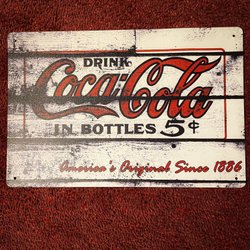 DRINK
Coca-Cola
IN BOTTLES 5¢
America's Original Since 1886